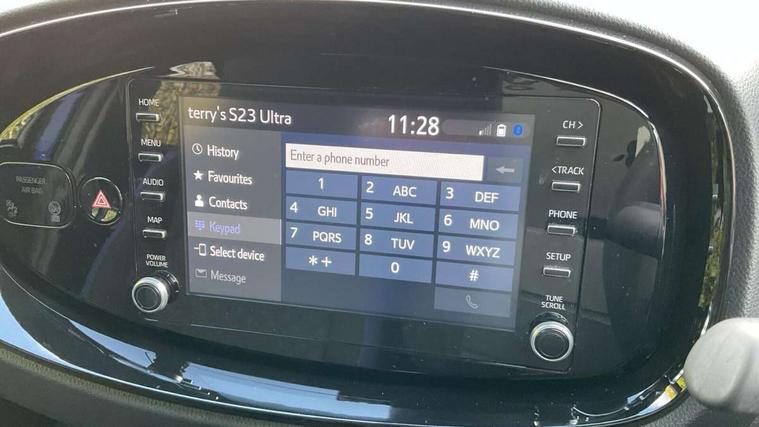 HOME
MENU
AUDIO
MAP
POWER
VOLUME
PASSENGER
AIR BAG
terry's S23 Ultra
11:28
History
Favourites
Contacts
Keypad
Select device
Message
Enter a phone number
1
2 ABC
3 DEF
4 GHI
5 JKL
6 MNO
7 PQRS
8 TUV
9 WXYZ
*+
0
#
CH >
< TRACK
PHONE
SETUP
TUNE
SCROLL